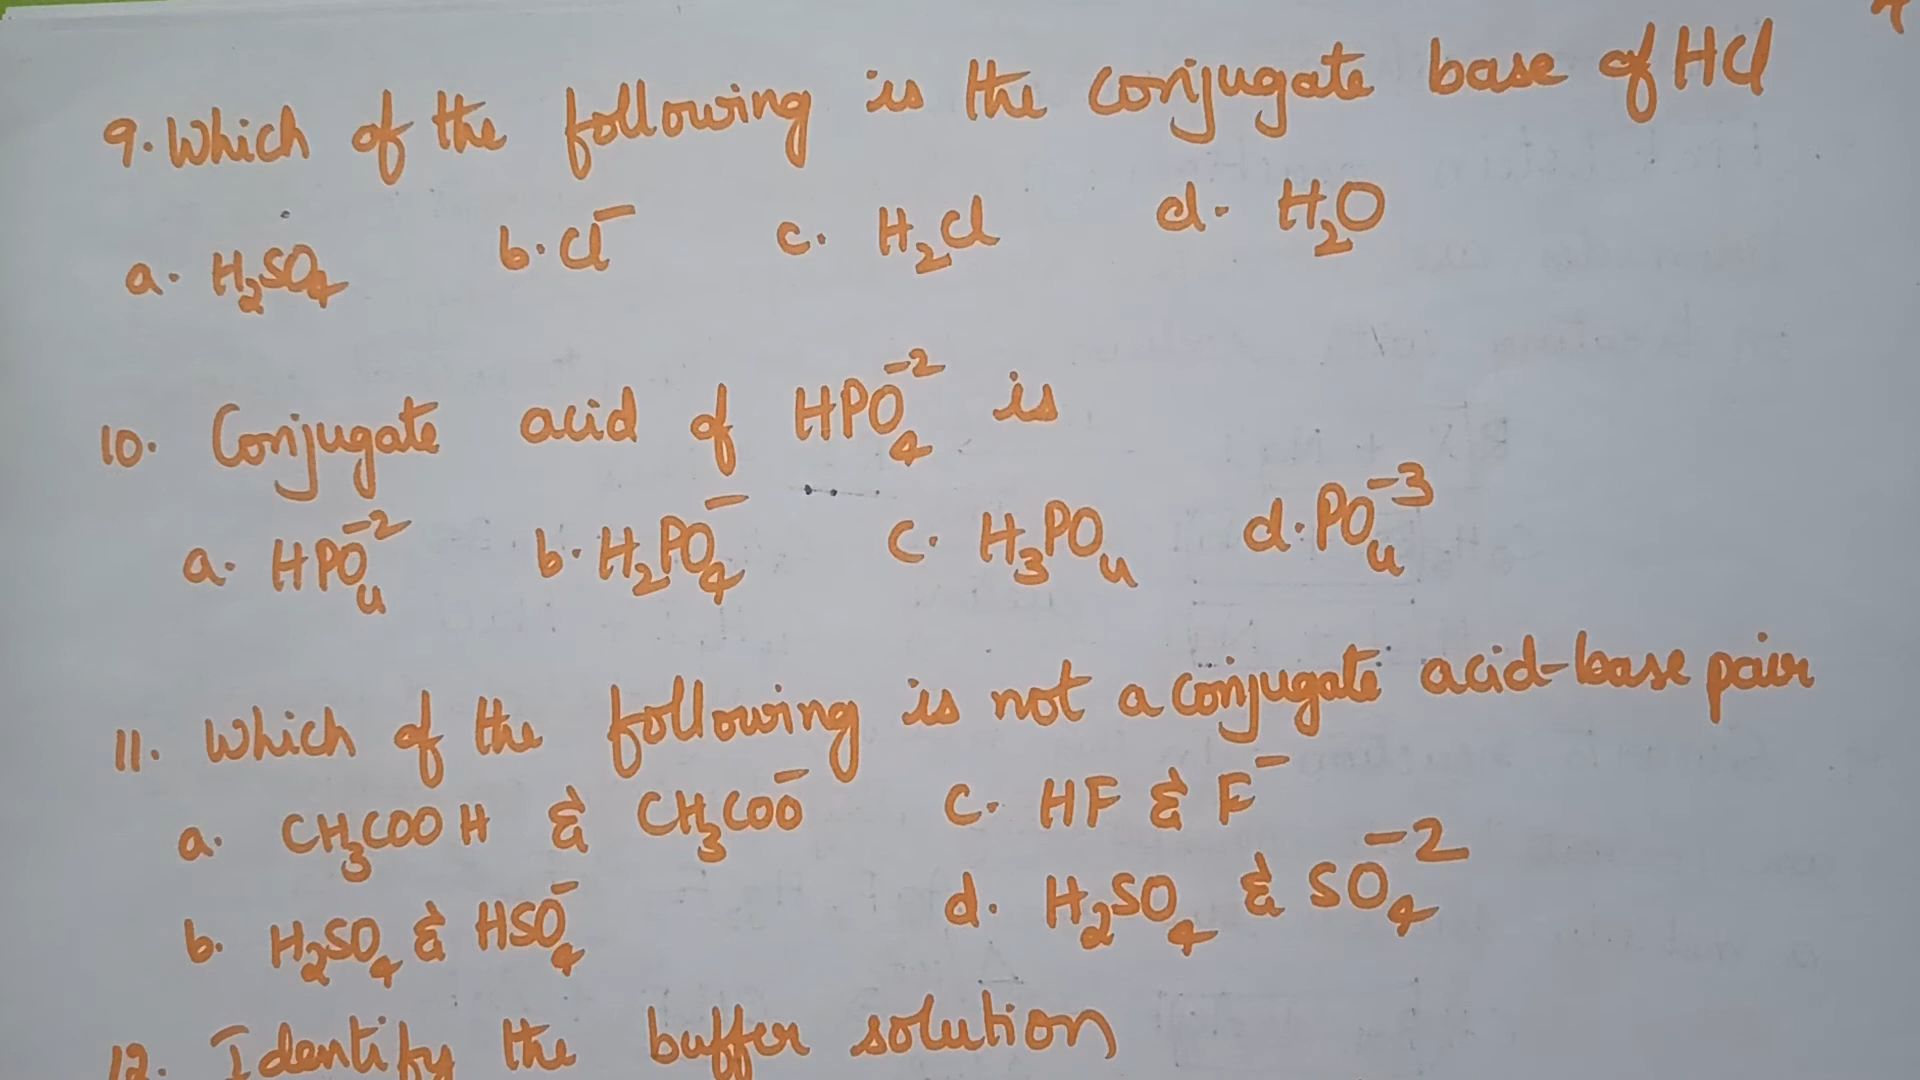 9. Which of the following is the conjugate base of HCl
a. H₂SO₄ b. Cl⁻ c. H₂Cl d. H₂O
10. Conjugate acid of HPO₄⁻² is
a. HPO₄⁻² b. H₂PO₄⁻ c. H₃PO₄ d. PO₄⁻³
11. Which of the following is not a conjugate acid-base pair
a. CH₃COOH & CH₃COO⁻ c. HF & F⁻
b. H₂SO₄ & HSO₄⁻ d. H₂SO₄ & SO₄⁻²
12. Identify the buffer solution